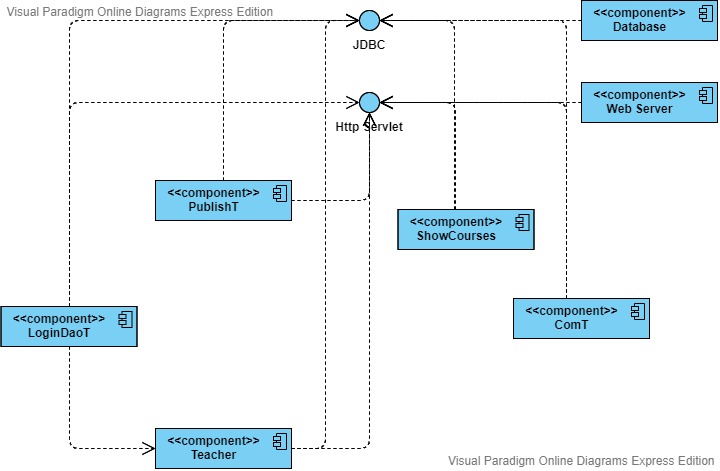 Visual Paradigm Online Diagrams Express Edition
<<component>>
Database
JDBC
<<component>>
Web Server
Http Servlet
<<component>>
PublishT
<<component>>
ShowCourses
<<component>>
LoginDaoT
<<component>>
ComT
<<component>>
Teacher
Visual Paradigm Online Diagrams Express Edition